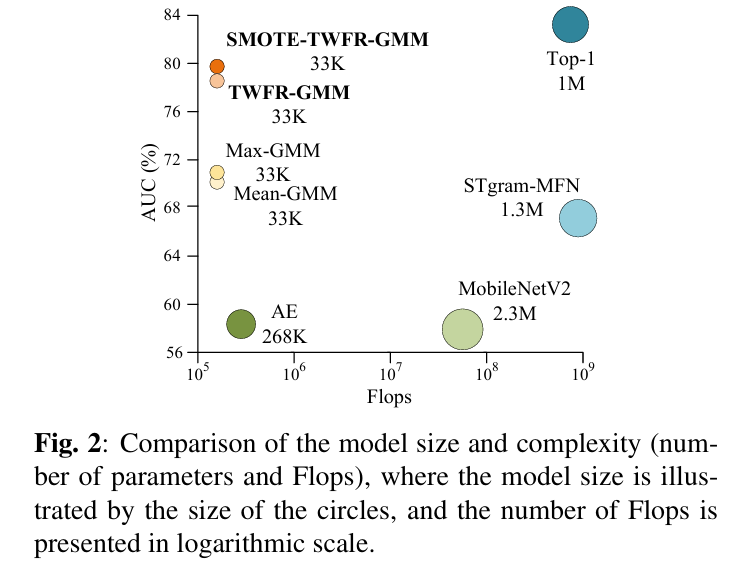 84
80
76
72
68
64
60
56
AUC (%)
SMOTE-TWFR-GMM
33K
TWFR-GMM
33K
Max-GMM
33K
Mean-GMM
33K
AE
268K
Top-1
1M
STgram-MFN
1.3M
MobileNetV2
2.3M
10^5 10^6 10^7 10^8 10^9
Flops
Fig. 2: Comparison of the model size and complexity (num-
ber of parameters and Flops), where the model size is illus-
trated by the size of the circles, and the number of Flops is
presented in logarithmic scale.